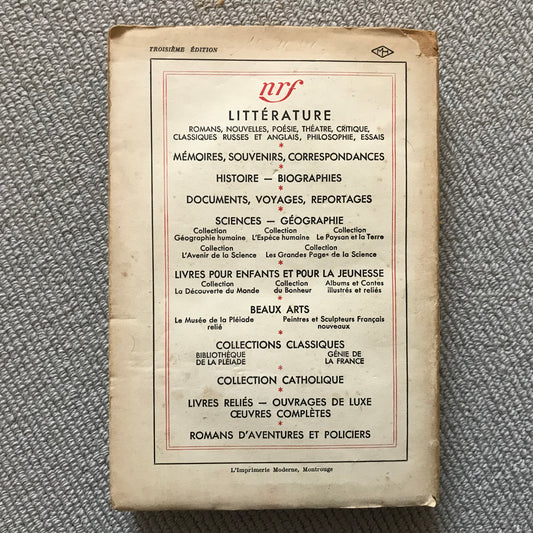 TROISIÈME ÉDITION
MH
nrf
LITTÉRATURE
ROMANS, NOUVELLES, POÉSIE, THÉATRE, CRITIQUE,
CLASSIQUES RUSSES ET ANGLAIS, PHILOSOPHIE, ESSAIS
*
MÉMOIRES, SOUVENIRS, CORRESPONDANCES
*
HISTOIRE — BIOGRAPHIES
*
DOCUMENTS, VOYAGES, REPORTAGES
*
SCIENCES — GÉOGRAPHIE
Collection Collection Collection
Géographie humaine L'Espèce humaine Le Paysan et la Terre
Collection Collection
L'Avenir de la Science Les Grandes Pages de la Science
*
LIVRES POUR ENFANTS ET POUR LA JEUNESSE
Collection Collection Albums et Contes
La Découverte du Monde du Bonheur illustrés et reliés
*
BEAUX ARTS
Le Musée de la Pléiade Peintres et Sculpteurs Français
relié nouveaux
*
COLLECTIONS CLASSIQUES
BIBLIOTHÈQUE GÉNIE DE
DE LA PLÉIADE LA FRANCE
*
COLLECTION CATHOLIQUE
*
LIVRES RELIÉS — OUVRAGES DE LUXE
ŒUVRES COMPLÈTES
*
ROMANS D'AVENTURES ET POLICIERS
L'Imprimerie Moderne, Montrouge